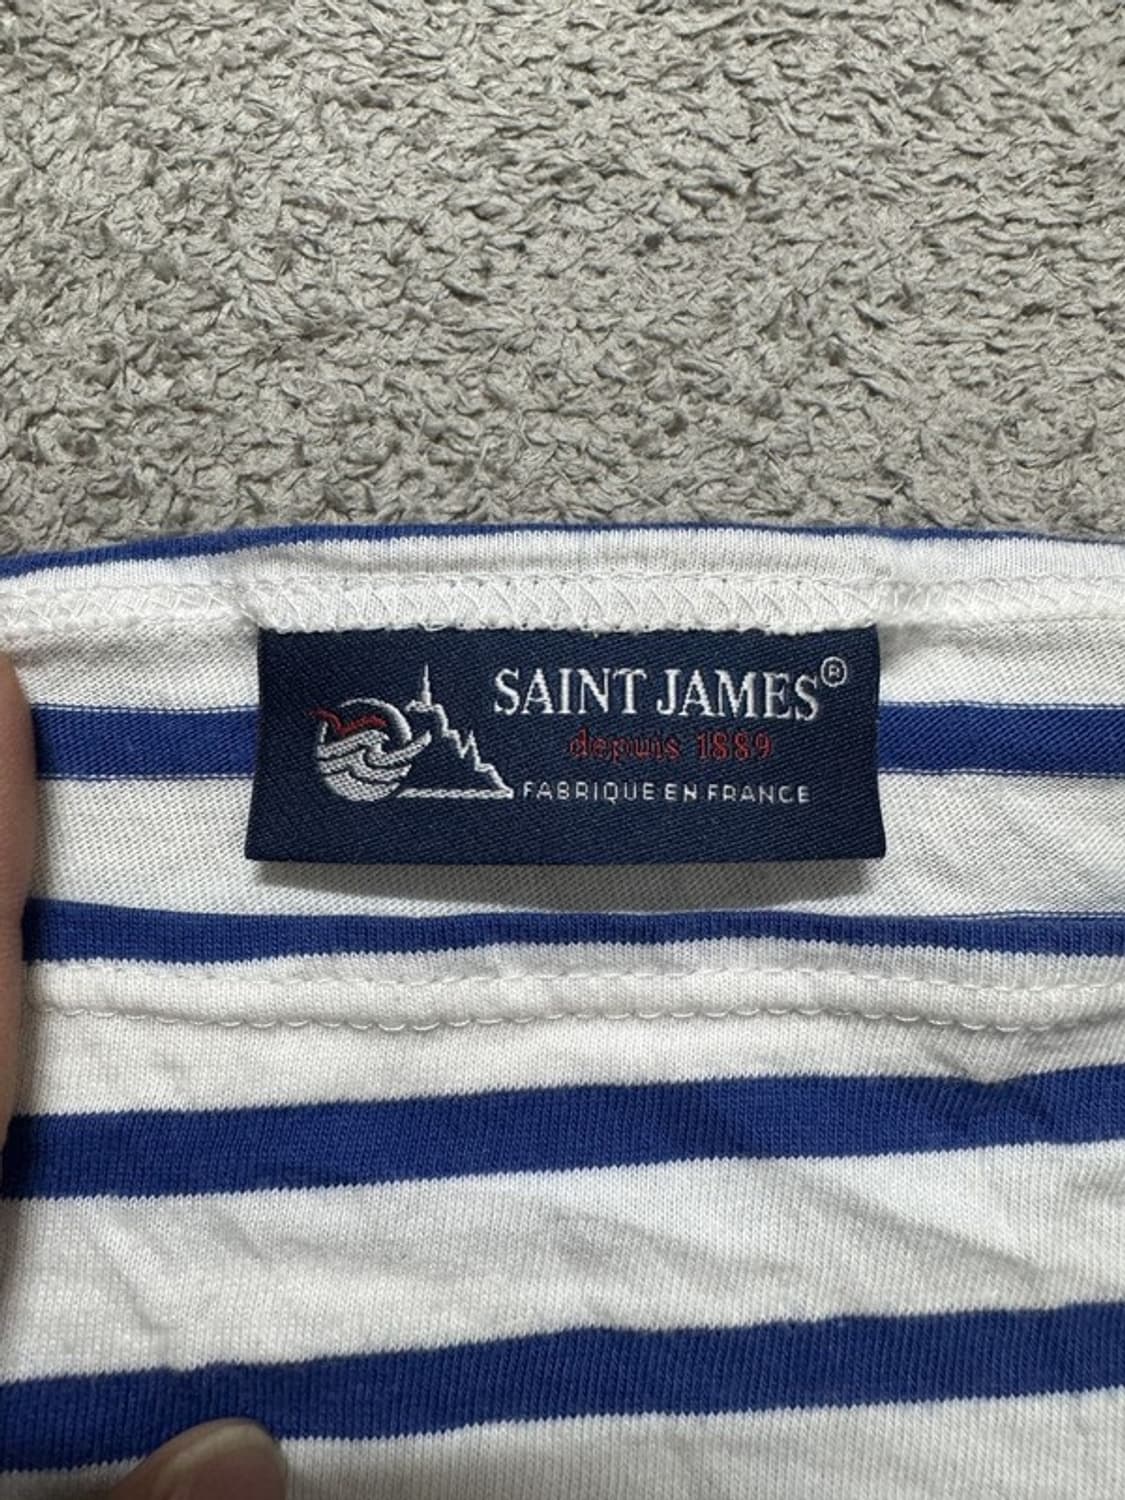 SAINT JAMES®
depuis 1889
FABRIQUE EN FRANCE